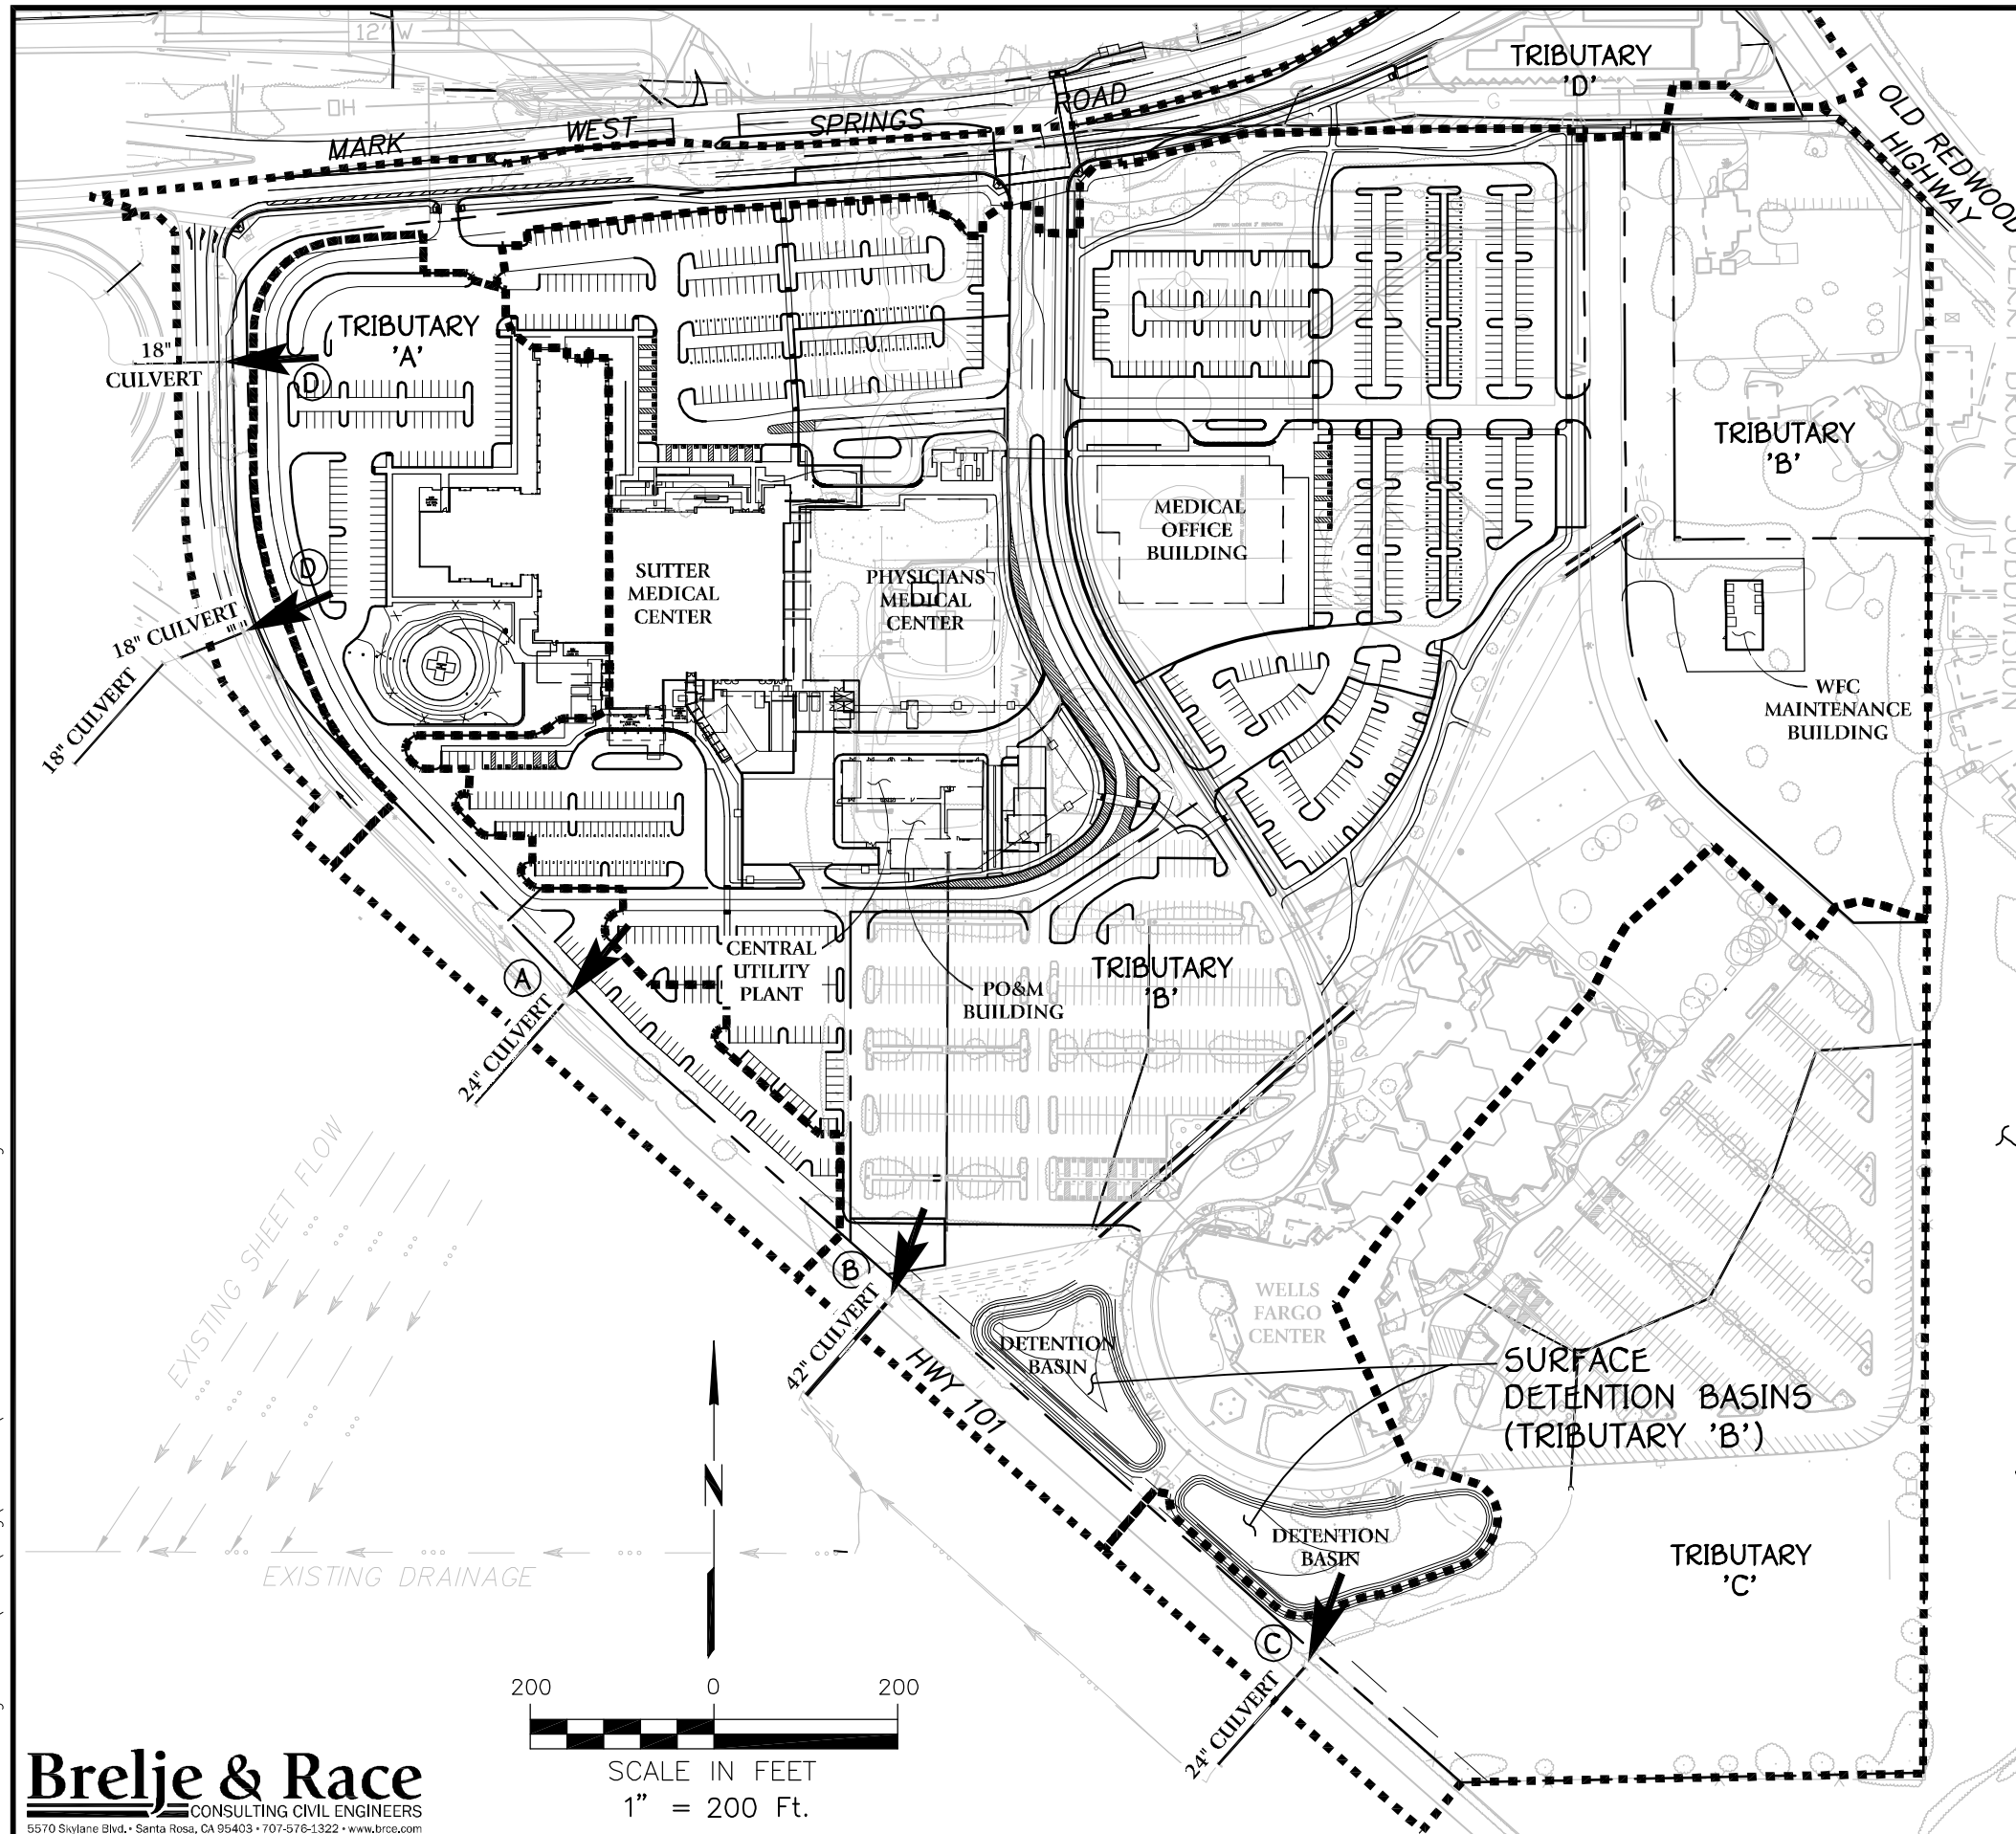 12" W
TRIBUTARY
'D'
OH
OH
OH
G
G
MARK WEST SPRINGS ROAD
OLD REDWOOD
HIGHWAY
W
TRIBUTARY
'A'
18"
CULVERT
D
W
TRIBUTARY
'B'
MEDICAL
OFFICE
BUILDING
D
SUTTER
MEDICAL
CENTER
PHYSICIANS
MEDICAL
CENTER
18" CULVERT
18" CULVERT
W
WFC
MAINTENANCE
BUILDING
W
CENTRAL
UTILITY
PLANT
PO&M
BUILDING
TRIBUTARY
'B'
A
24" CULVERT
W
EXISTING SHEET FLOW
B
42" CULVERT
WELLS
FARGO
CENTER
DETENTION
BASIN
HWY 101
SURFACE
DETENTION BASINS
(TRIBUTARY 'B')
W
W
N
DETENTION
BASIN
TRIBUTARY
'C'
EXISTING DRAINAGE
C
24" CULVERT
200 0 200
SCALE IN FEET
1" = 200 Ft.
Brelje & Race
CONSULTING CIVIL ENGINEERS
5570 Skylane Blvd. • Santa Rosa, CA 95403 • 707-576-1322 • www.brce.com